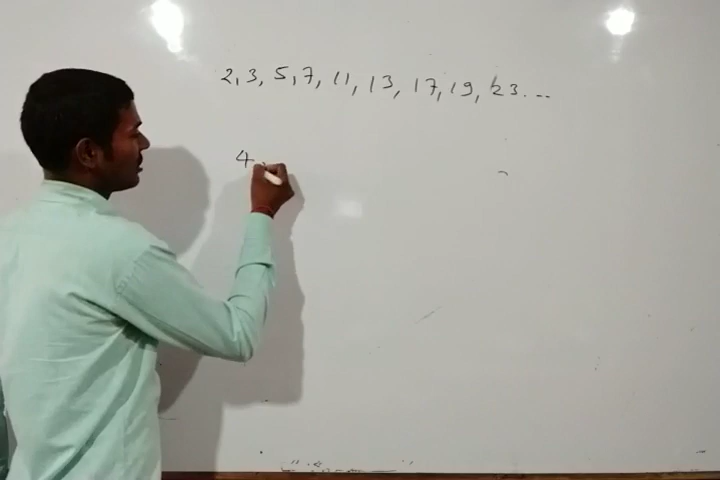 2, 3, 5, 7, 11, 13, 17, 19, 23...
4